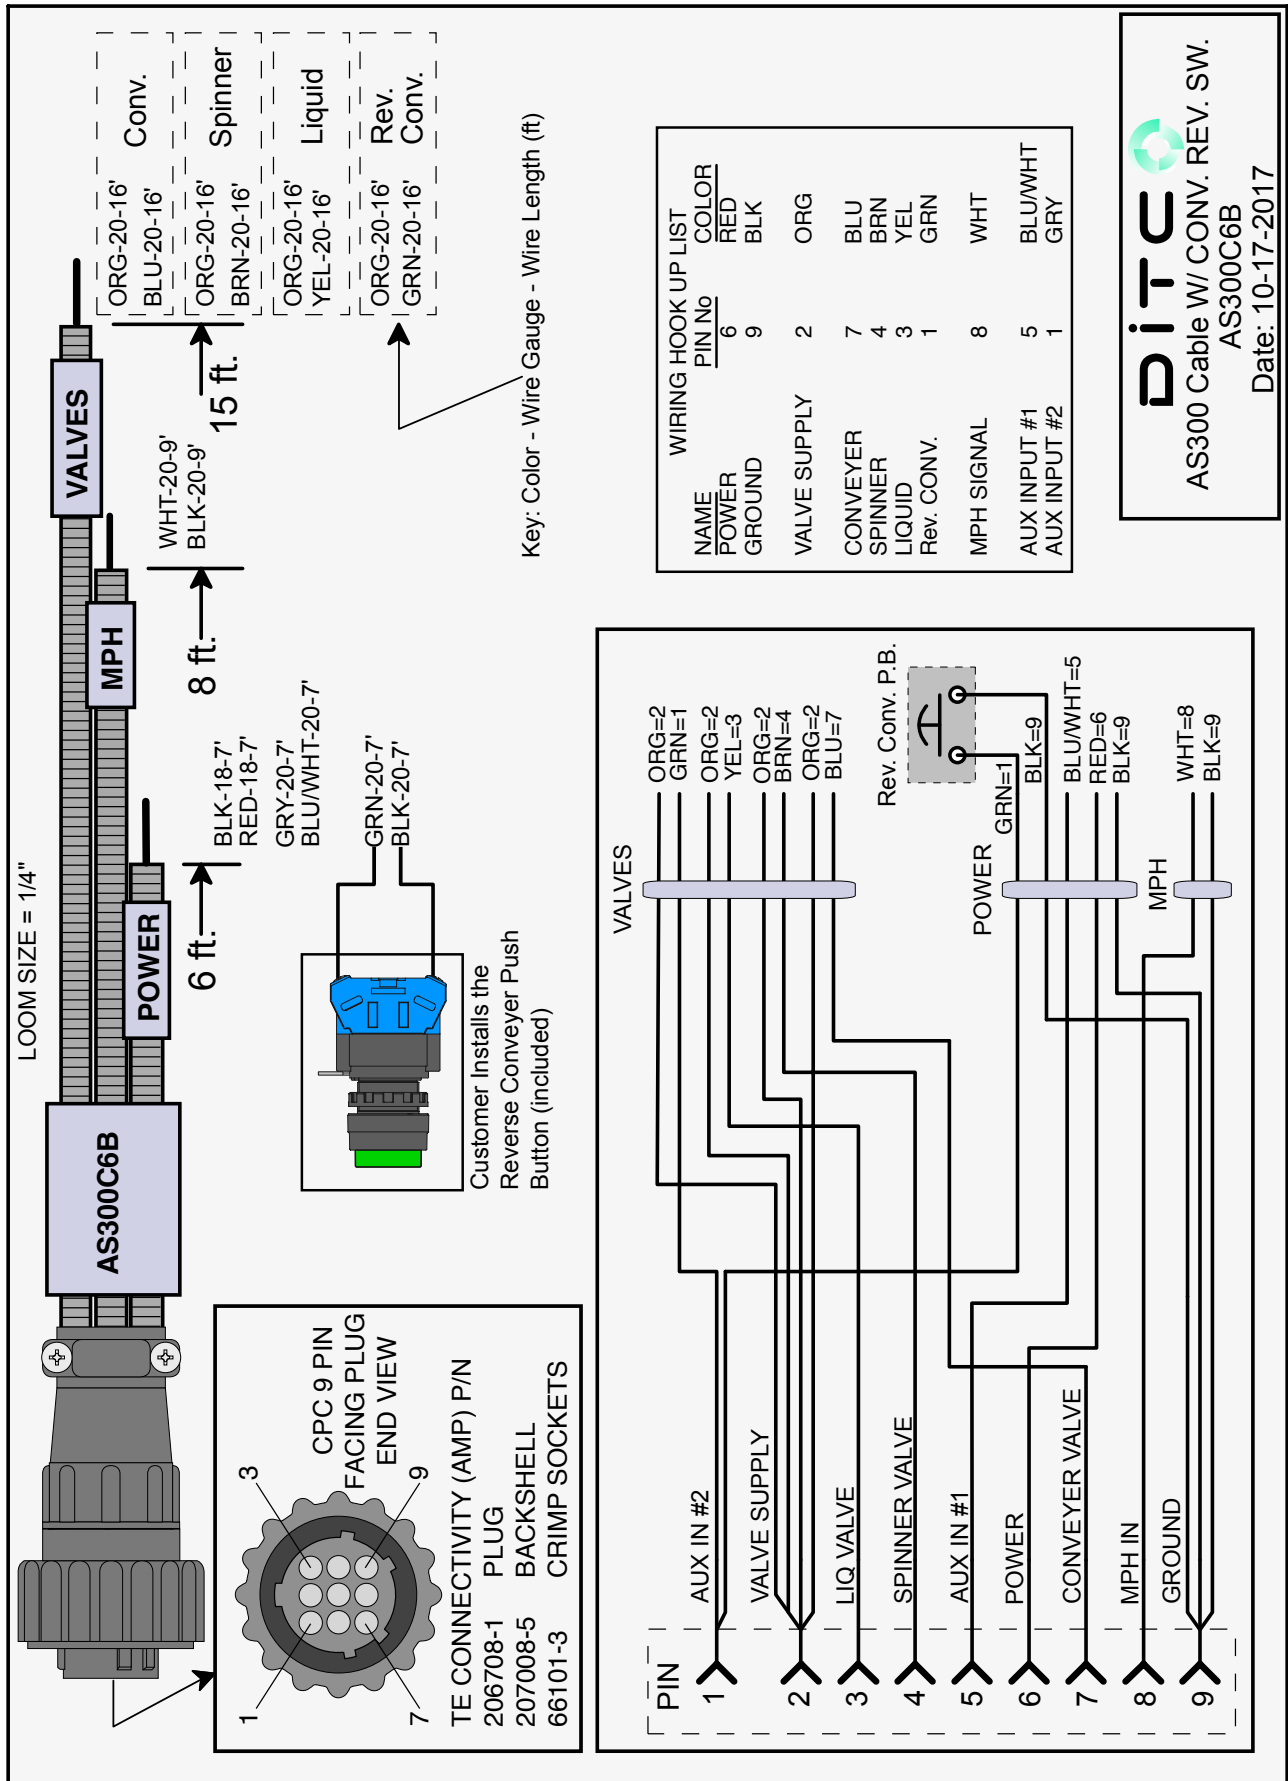 LOOM SIZE = 1/4"
AS300C6B
POWER
MPH
VALVES
6 ft.
8 ft.
15 ft.
BLK-18-7'
RED-18-7'
GRY-20-7'
BLU/WHT-20-7'
WHT-20-9'
BLK-20-9'
ORG-20-16'
BLU-20-16'
Conv.
ORG-20-16'
BRN-20-16'
Spinner
ORG-20-16'
YEL-20-16'
Liquid
ORG-20-16'
GRN-20-16'
Rev.
Conv.
Key: Color - Wire Gauge - Wire Length (ft)
GRN-20-7'
BLK-20-7'
Customer Installs the
Reverse Conveyer Push
Button (included)
CPC 9 PIN
FACING PLUG
END VIEW
1
3
7
9
TE CONNECTIVITY (AMP) P/N
206708-1 PLUG
207008-5 BACKSHELL
66101-3 CRIMP SOCKETS
PIN
1 AUX IN #2
2 VALVE SUPPLY
3 LIQ VALVE
4 SPINNER VALVE
5 AUX IN #1
6 POWER
7 CONVEYER VALVE
8 MPH IN
9 GROUND
VALVES
ORG=2
GRN=1
ORG=2
YEL=3
ORG=2
BRN=4
ORG=2
BLU=7
Rev. Conv. P.B.
POWER
GRN=1
BLK=9
BLU/WHT=5
RED=6
BLK=9
MPH
WHT=8
BLK=9
WIRING HOOK UP LIST
NAME PIN No COLOR
POWER 6 RED
GROUND 9 BLK
VALVE SUPPLY 2 ORG
CONVEYER 7 BLU
SPINNER 4 BRN
LIQUID 3 YEL
Rev. CONV. 1 GRN
MPH SIGNAL 8 WHT
AUX INPUT #1 5 BLU/WHT
AUX INPUT #2 1 GRY
DiTC
AS300 Cable W/ CONV. REV. SW.
AS300C6B
Date: 10-17-2017